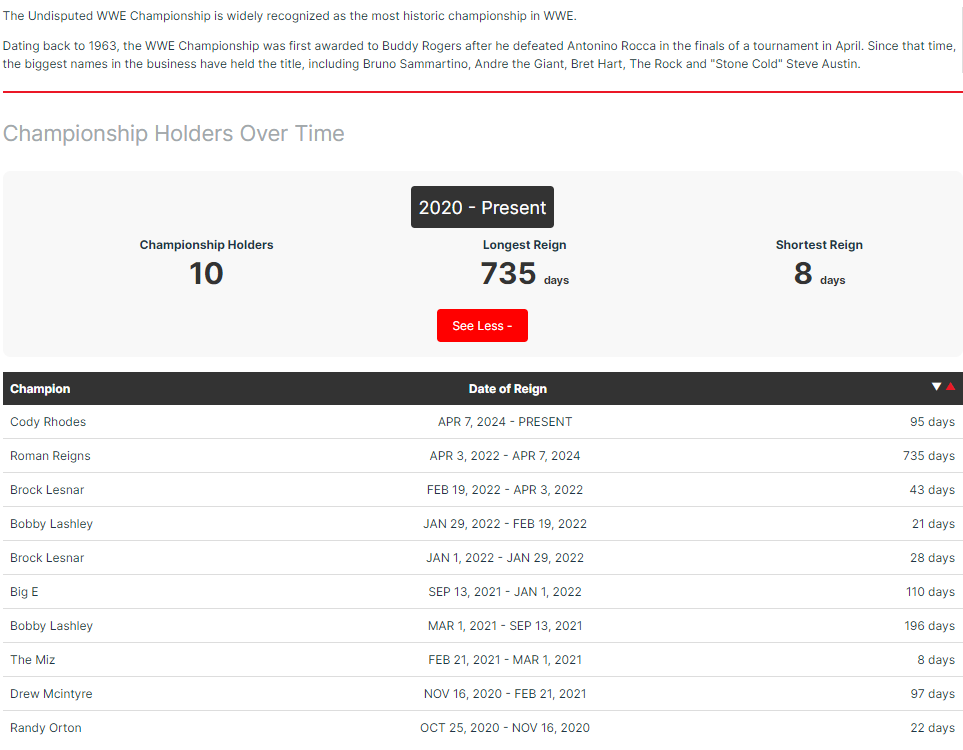 The Undisputed WWE Championship is widely recognized as the most historic championship in WWE.
Dating back to 1963, the WWE Championship was first awarded to Buddy Rogers after he defeated Antonino Rocca in the finals of a tournament in April. Since that time,
the biggest names in the business have held the title, including Bruno Sammartino, Andre the Giant, Bret Hart, The Rock and "Stone Cold" Steve Austin.
Championship Holders Over Time
2020 - Present
Championship Holders Longest Reign Shortest Reign
10 735 days 8 days
See Less -
Champion Date of Reign
Cody Rhodes APR 7, 2024 - PRESENT 95 days
Roman Reigns APR 3, 2022 - APR 7, 2024 735 days
Brock Lesnar FEB 19, 2022 - APR 3, 2022 43 days
Bobby Lashley JAN 29, 2022 - FEB 19, 2022 21 days
Brock Lesnar JAN 1, 2022 - JAN 29, 2022 28 days
Big E SEP 13, 2021 - JAN 1, 2022 110 days
Bobby Lashley MAR 1, 2021 - SEP 13, 2021 196 days
The Miz FEB 21, 2021 - MAR 1, 2021 8 days
Drew Mcintyre NOV 16, 2020 - FEB 21, 2021 97 days
Randy Orton OCT 25, 2020 - NOV 16, 2020 22 days